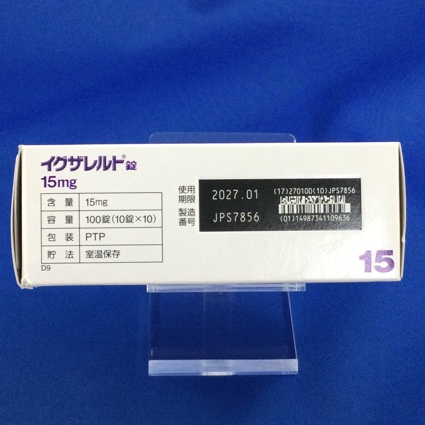 イグザレルト®錠
15mg
含量 15mg
容量 100錠(10錠×10)
包装 PTP
貯法 室温保存
D9
使用期限 2027.01
製造番号 JPS7856
(17)270100(10)JPS7856
(01)14987341109636
15